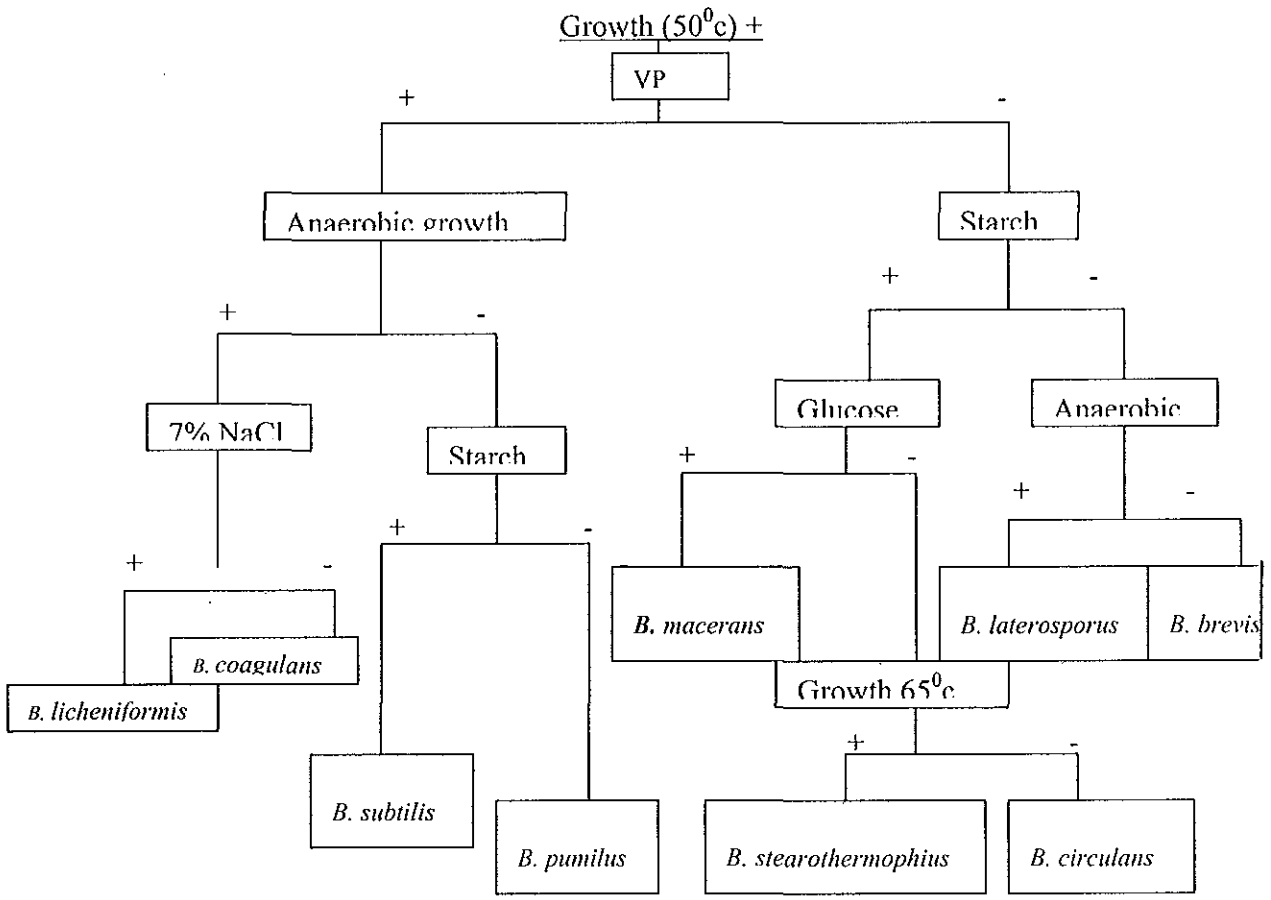 Growth (50⁰c) +
VP
+ -
Anaerobic growth
Starch
+ -
+ -
Glucose
Anaerobic
7% NaCl
Starch
+ -
+ -
+ -
+ -
B. macerans
B. laterosporus
B. brevis
B. coagulans
Growth 65⁰c
B. licheniformis
+ -
B. subtilis
B. pumilus
B. stearothermophius
B. circulans